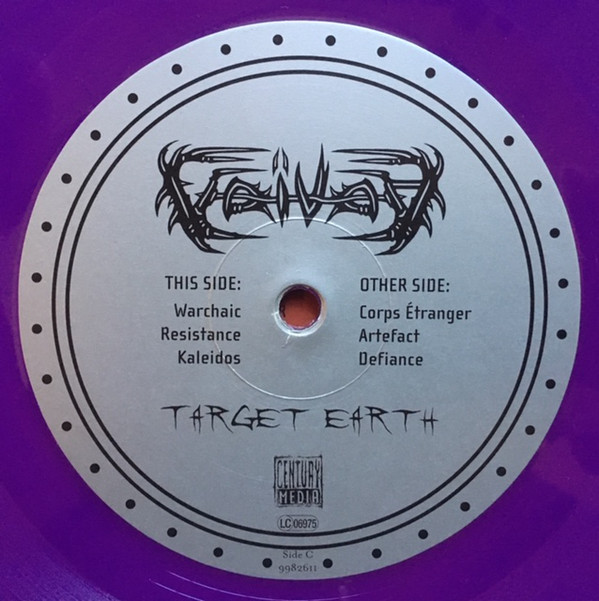 Voivod
THIS SIDE:
Warchaic
Resistance
Kaleidos
OTHER SIDE:
Corps Étranger
Artefact
Defiance
TARGET EARTH
CENTURY
MEDIA
LC 06975
Side C
9982611